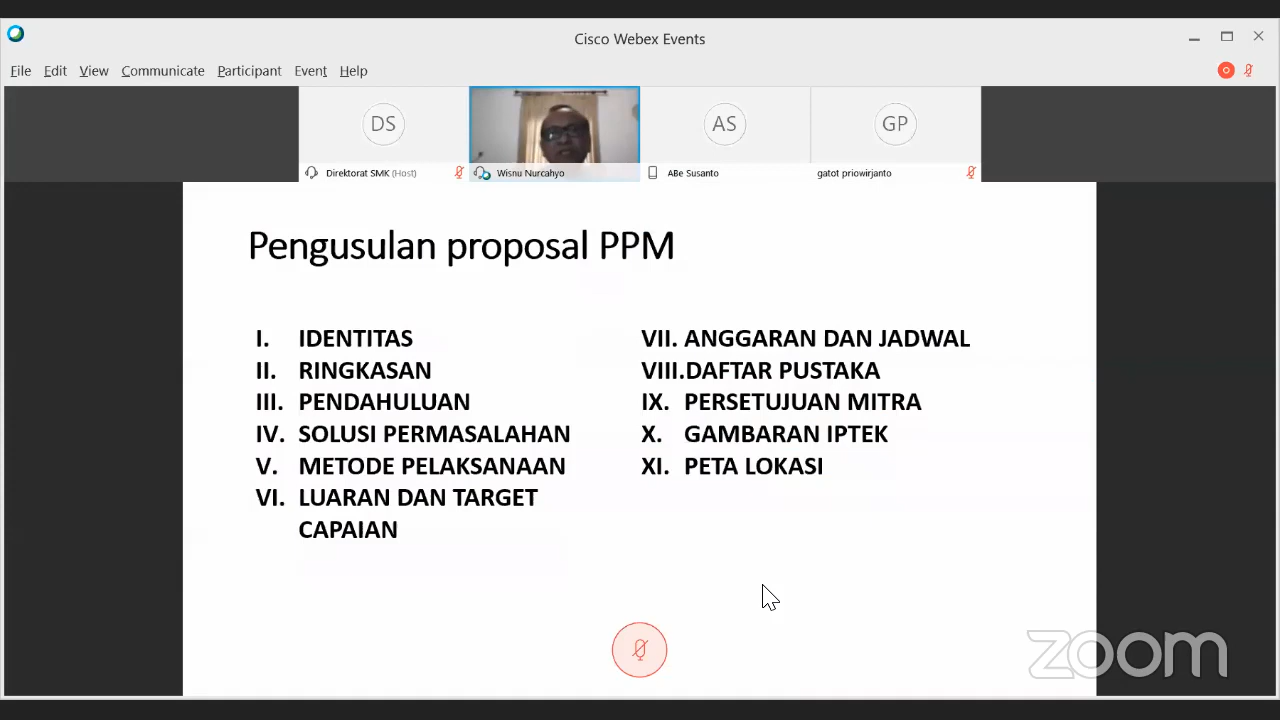 Cisco Webex Events
File Edit View Communicate Participant Event Help
DS
AS
GP
Direktorat SMK (Host)
Wisnu Nurcahyo
ABe Susanto
gatot priowirjanto
Pengusulan proposal PPM
I. IDENTITAS
II. RINGKASAN
III. PENDAHULUAN
IV. SOLUSI PERMASALAHAN
V. METODE PELAKSANAAN
VI. LUARAN DAN TARGET
CAPAIAN
VII. ANGGARAN DAN JADWAL
VIII.DAFTAR PUSTAKA
IX. PERSETUJUAN MITRA
X. GAMBARAN IPTEK
XI. PETA LOKASI
zoom